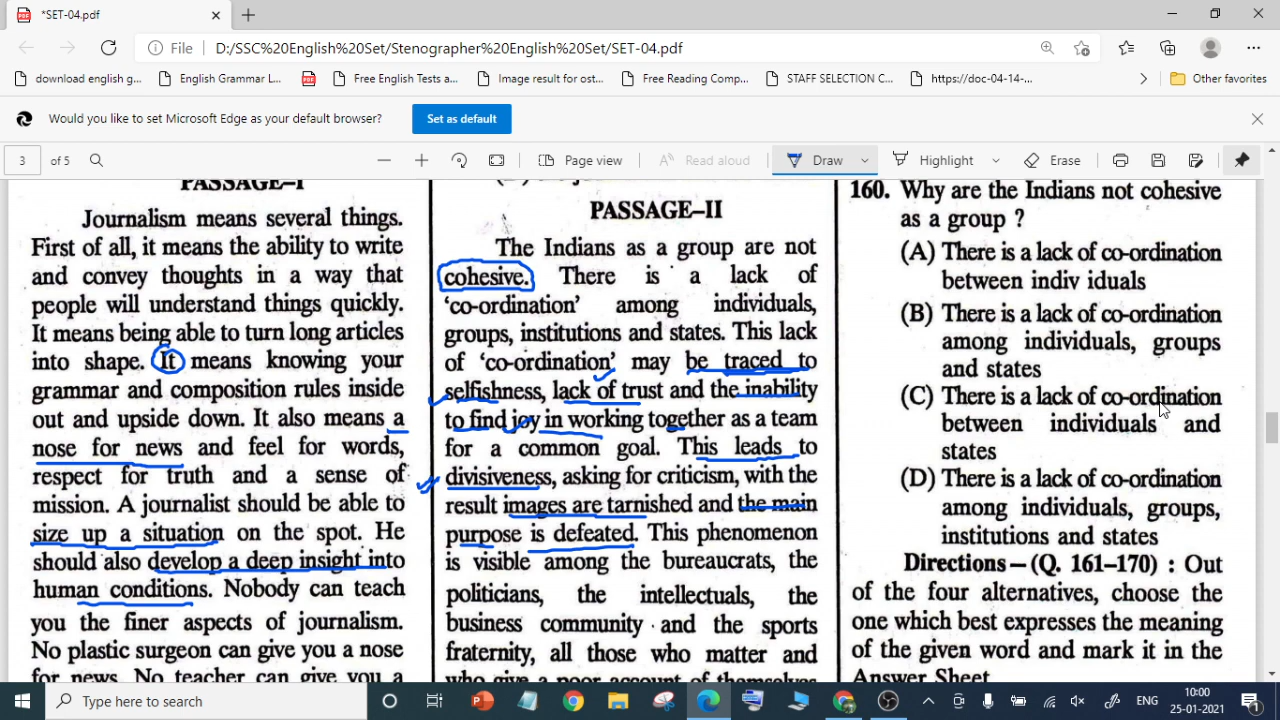 *SET-04.pdf
File D:/SSC%20English%20Set/Stenographer%20English%20Set/SET-04.pdf
download english g...
English Grammar L...
Free English Tests a...
Image result for ost...
Free Reading Comp...
STAFF SELECTION C...
https://doc-04-14-...
Other favorites
Would you like to set Microsoft Edge as your default browser?
Set as default
3 of 5
Page view
Read aloud
Draw
Highlight
Erase
PASSAGE–I
Journalism means several things.
First of all, it means the ability to write
and convey thoughts in a way that
people will understand things quickly.
It means being able to turn long articles
into shape. It means knowing your
grammar and composition rules inside
out and upside down. It also means a
nose for news and feel for words,
respect for truth and a sense of
mission. A journalist should be able to
size up a situation on the spot. He
should also develop a deep insight into
human conditions. Nobody can teach
you the finer aspects of journalism.
No plastic surgeon can give you a nose
for news. No teacher can give you a
PASSAGE–II
The Indians as a group are not
cohesive. There is a lack of
‘co-ordination’ among individuals,
groups, institutions and states. This lack
of ‘co-ordination’ may be traced to
selfishness, lack of trust and the inability
to find joy in working together as a team
for a common goal. This leads to
divisiveness, asking for criticism, with the
result images are tarnished and the main
purpose is defeated. This phenomenon
is visible among the bureaucrats, the
politicians, the intellectuals, the
business community and the sports
fraternity, all those who matter and
who give a poor account of themselves
160. Why are the Indians not cohesive
as a group ?
(A) There is a lack of co-ordination
between indiv iduals
(B) There is a lack of co-ordination
among individuals, groups
and states
(C) There is a lack of co-ordination
between individuals and
states
(D) There is a lack of co-ordination
among individuals, groups,
institutions and states
Directions – (Q. 161–170) : Out
of the four alternatives, choose the
one which best expresses the meaning
of the given word and mark it in the
Answer Sheet
Type here to search
ENG
10:00
25-01-2021
1